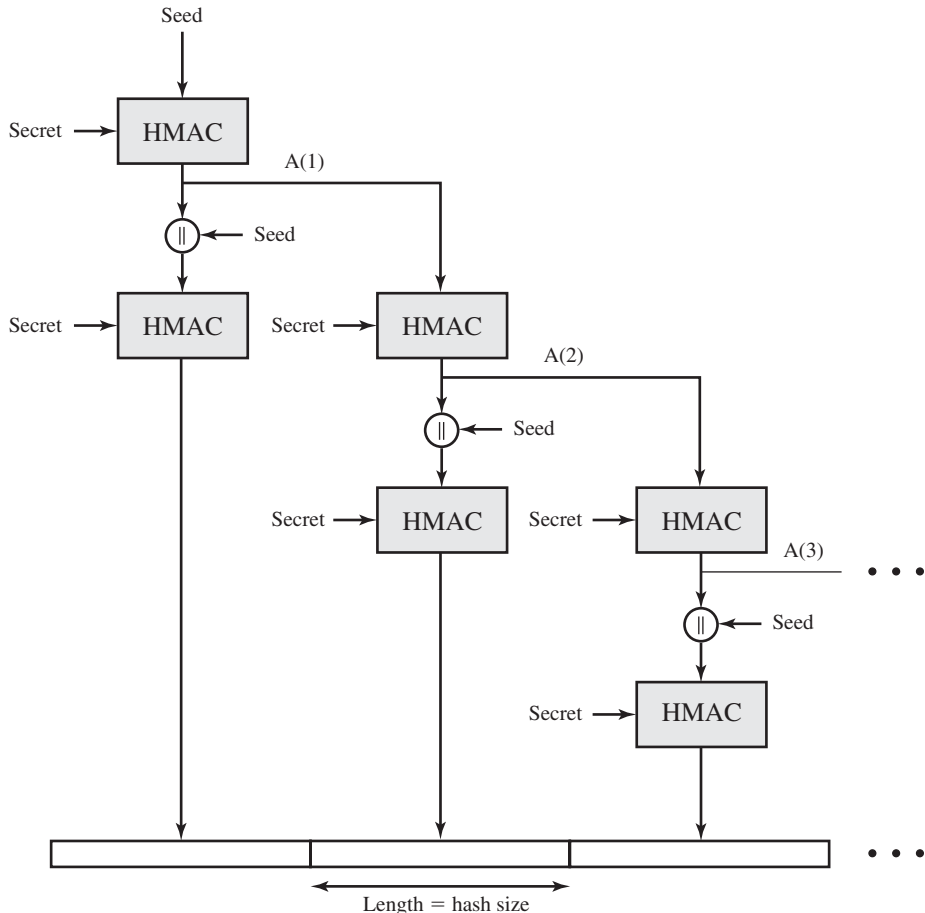 Seed
Secret
HMAC
A(1)
||
Seed
Secret
HMAC
Secret
HMAC
A(2)
||
Seed
Secret
HMAC
Secret
HMAC
A(3)
• • •
||
Seed
Secret
HMAC
• • •
Length = hash size